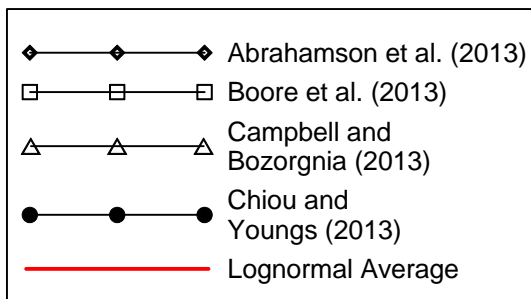 Abrahamson et al. (2013)
Boore et al. (2013)
Campbell and
Bozorgnia (2013)
Chiou and
Youngs (2013)
Lognormal Average